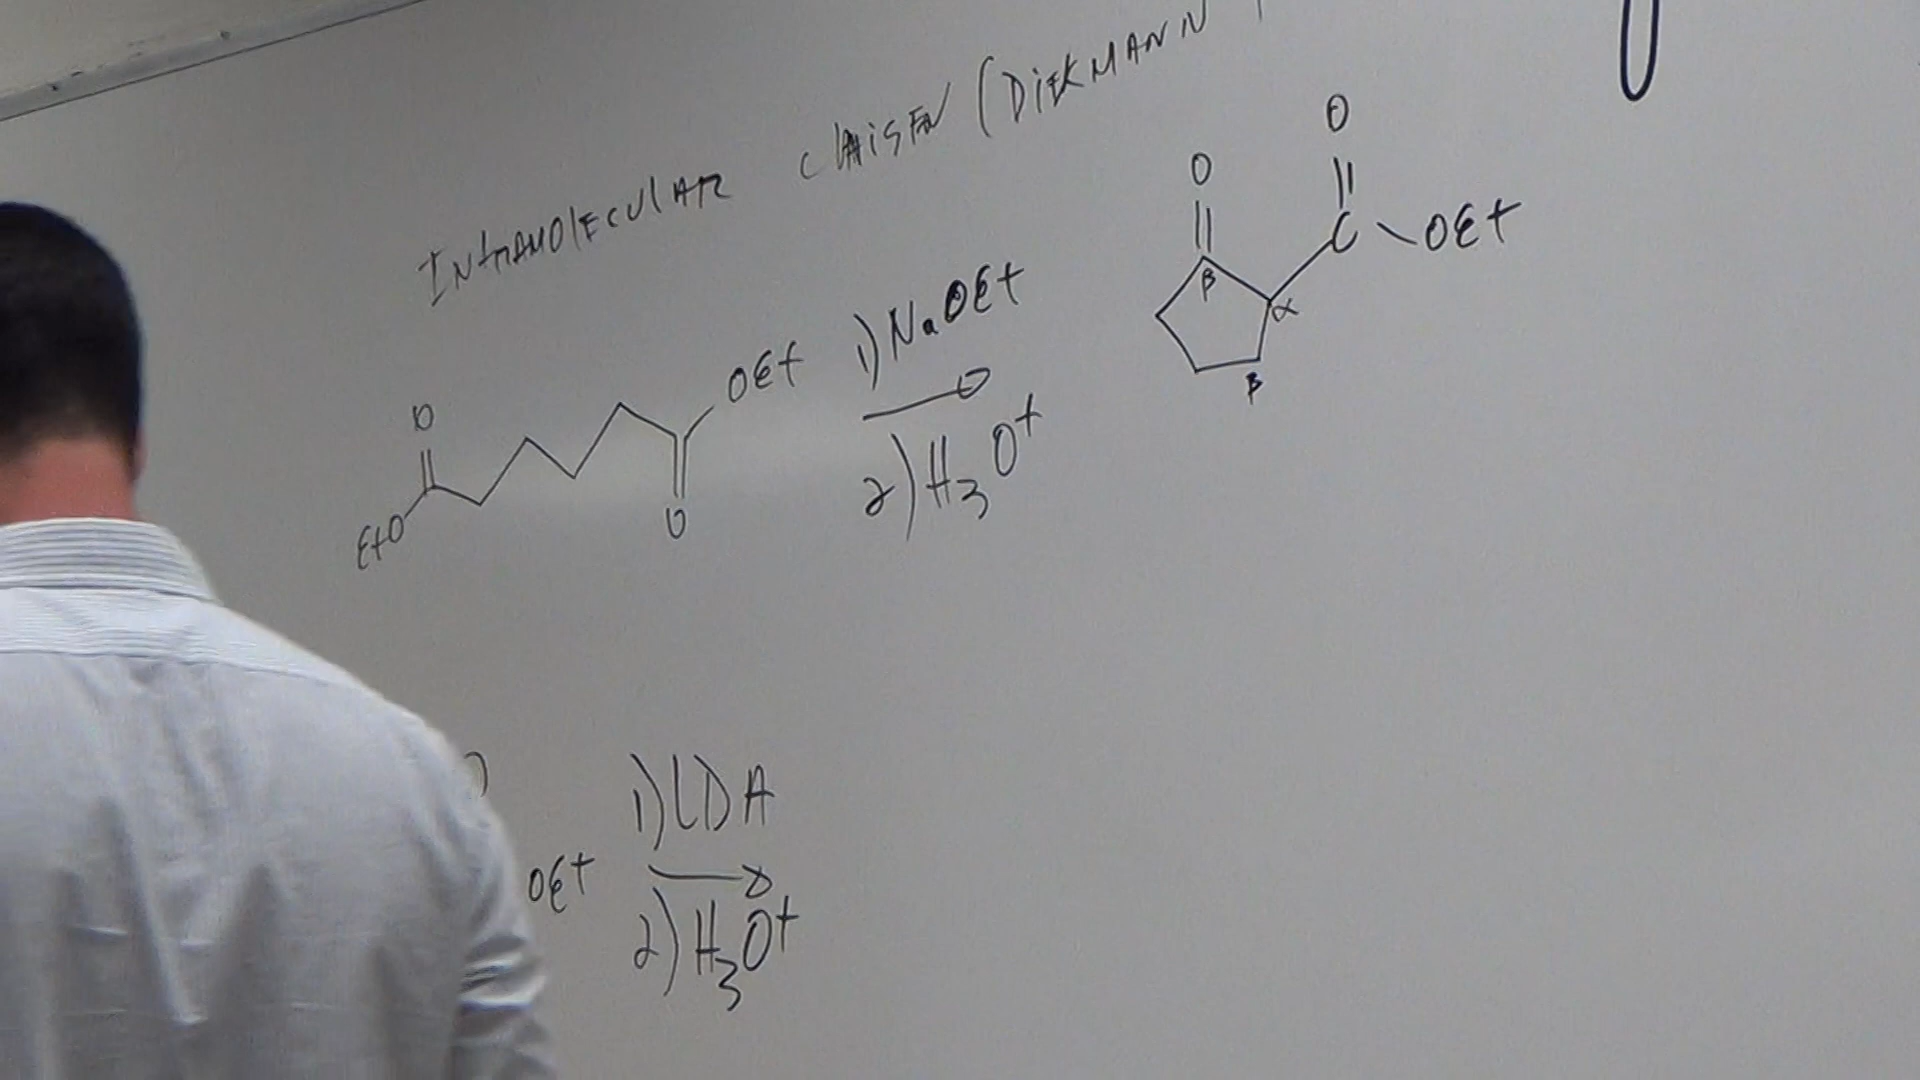 INtRAMOlECUlAR ClAiSEN (DiEKMANN
O
O
C OEt
β
α
β
1) NaOEt
OEt
O
EtO
O
2) H3O+
1) LDA
OEt
2) H3O+